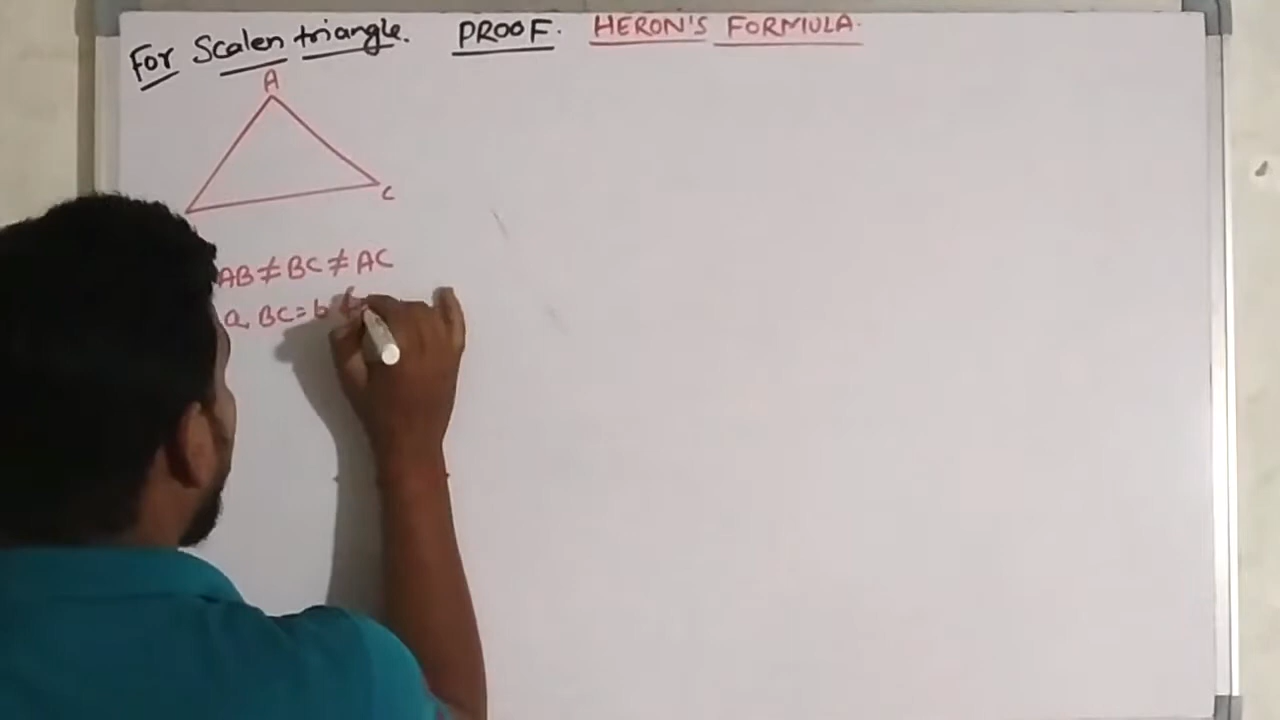 For Scalen triangle. PROOF. HERON'S FORMULA.
A
C
AB ≠ BC ≠ AC
a, BC = b